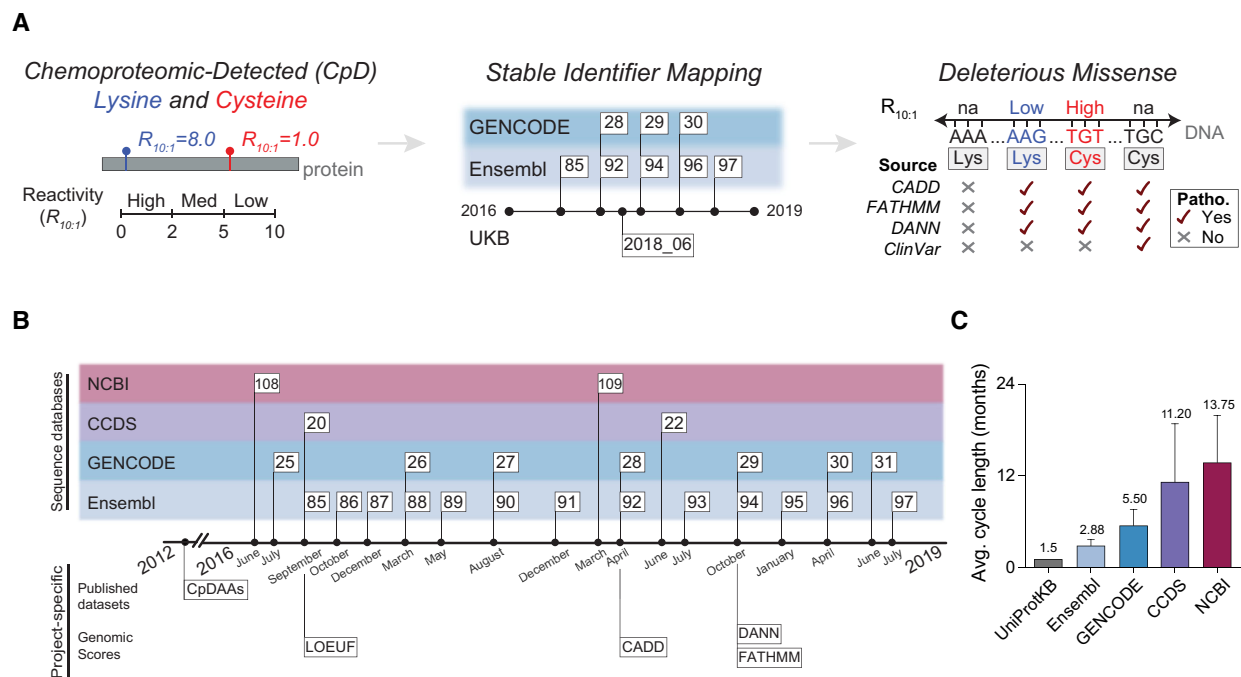 A
Chemoproteomic-Detected (CpD)
Lysine and Cysteine
R10:1=8.0 R10:1=1.0
protein
Reactivity
(R10:1)
High Med Low
0 2 5 10
Stable Identifier Mapping
GENCODE 28 29 30
Ensembl 85 92 94 96 97
2016 2019
UKB
2018_06
Deleterious Missense
R10:1 na Low High na
AAA ...AAG ...TGT ...TGC DNA
Source Lys Lys Cys Cys
CADD
FATHMM
DANN
ClinVar
Patho.
Yes
No
B
Sequence databases
NCBI 108 109
CCDS 20 22
GENCODE 25 26 27 28 29 30 31
Ensembl 85 86 87 88 89 90 91 92 93 94 95 96 97
2012 2016 June July September October December March May August December March April June July October January April June July 2019
Project-specific
Published
datasets
CpDAAs
Genomic
Scores
LOEUF CADD DANN
FATHMM
C
Avg. cycle length (months)
24
12
0
1.5 2.88 5.50 11.20 13.75
UniProtKB Ensembl GENCODE CCDS NCBI